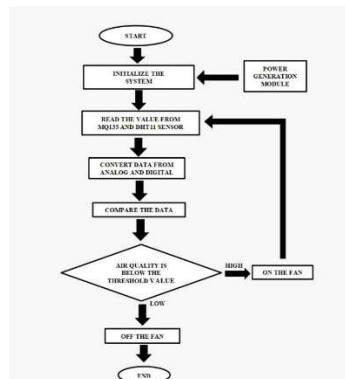 START
INITIALIZE THE
SYSTEM
POWER
GENERATION
MODULE
READ THE VALUE FROM
MQ135 AND DHT11 SENSOR
CONVERT DATA FROM
ANALOG AND DIGITAL
COMPARE THE DATA
AIR QUALITY IS
BELOW THE
THRESHOLD VALUE
HIGH
ON THE FAN
LOW
OFF THE FAN
END